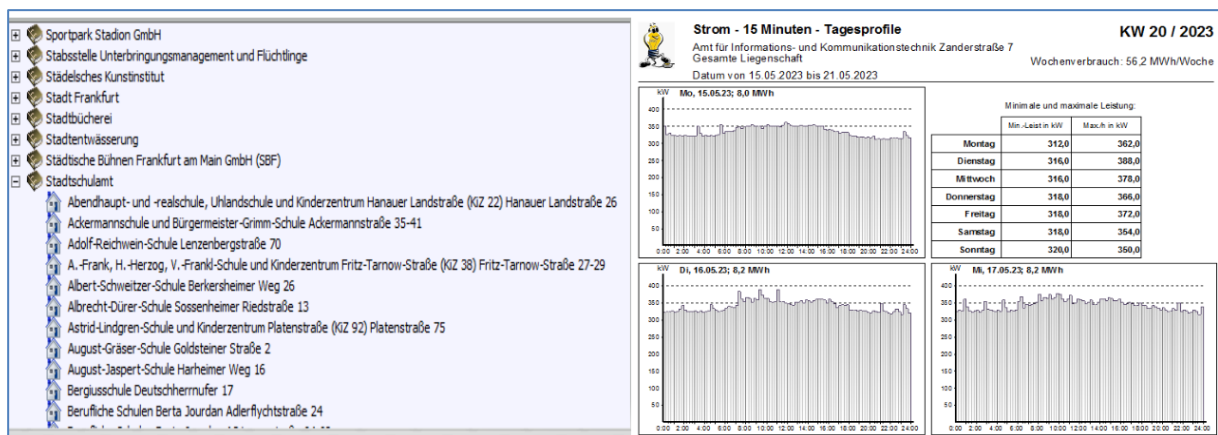 Sportpark Stadion GmbH
Stabsstelle Unterbringungsmanagement und Flüchtlinge
Städelsches Kunstinstitut
Stadt Frankfurt
Stadtbücherei
Stadtentwässerung
Städtische Bühnen Frankfurt am Main GmbH (SBF)
Stadtschulamt
Abendhaupt- und -realschule, Uhlandschule und Kinderzentrum Hanauer Landstraße (KiZ 22) Hanauer Landstraße 26
Ackermannschule und Bürgermeister-Grimm-Schule Ackermannstraße 35-41
Adolf-Reichwein-Schule Lenzenbergstraße 70
A.-Frank, H.-Herzog, V.-Frankl-Schule und Kinderzentrum Fritz-Tarnow-Straße (KiZ 38) Fritz-Tarnow-Straße 27-29
Albert-Schweitzer-Schule Berkersheimer Weg 26
Albrecht-Dürer-Schule Sossenheimer Riedstraße 13
Astrid-Lindgren-Schule und Kinderzentrum Platenstraße (KiZ 92) Platenstraße 75
August-Gräser-Schule Goldsteiner Straße 2
August-Jaspert-Schule Harheimer Weg 16
Bergiusschule Deutschherrnufer 17
Berufliche Schulen Berta Jourdan Adlerflychtstraße 24
Strom - 15 Minuten - Tagesprofile
KW 20 / 2023
Amt für Informations- und Kommunikationstechnik Zanderstraße 7
Gesamte Liegenschaft
Wochenverbrauch: 56,2 MWh/Woche
Datum von 15.05.2023 bis 21.05.2023
kW Mo, 15.05.23; 8,0 MWh
400
350
300
250
200
150
100
50
0:00 2:00 4:00 6:00 8:00 10:00 12:00 14:00 16:00 18:00 20:00 22:00 24:00
Minimale und maximale Leistung:
Min.-Leist in kW Max./h in kW
Montag 312,0 362,0
Dienstag 316,0 388,0
Mittwoch 316,0 378,0
Donnerstag 318,0 366,0
Freitag 318,0 372,0
Samstag 318,0 354,0
Sonntag 320,0 350,0
kW Di, 16.05.23; 8,2 MWh
400
350
300
250
200
150
100
50
0:00 2:00 4:00 6:00 8:00 10:00 12:00 14:00 16:00 18:00 20:00 22:00 24:00
kW Mi, 17.05.23; 8,2 MWh
400
350
300
250
200
150
100
50
0:00 2:00 4:00 6:00 8:00 10:00 12:00 14:00 16:00 18:00 20:00 22:00 24:00